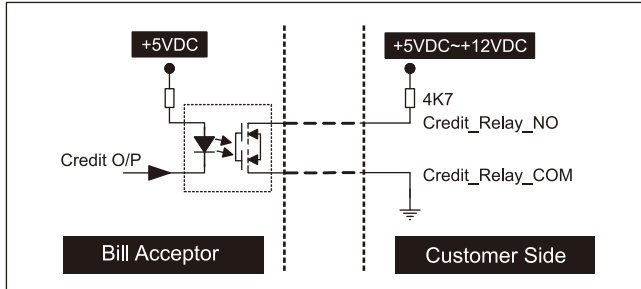 +5VDC
+5VDC~+12VDC
4K7
Credit_Relay_NO
Credit O/P
Credit_Relay_COM
Bill Acceptor
Customer Side